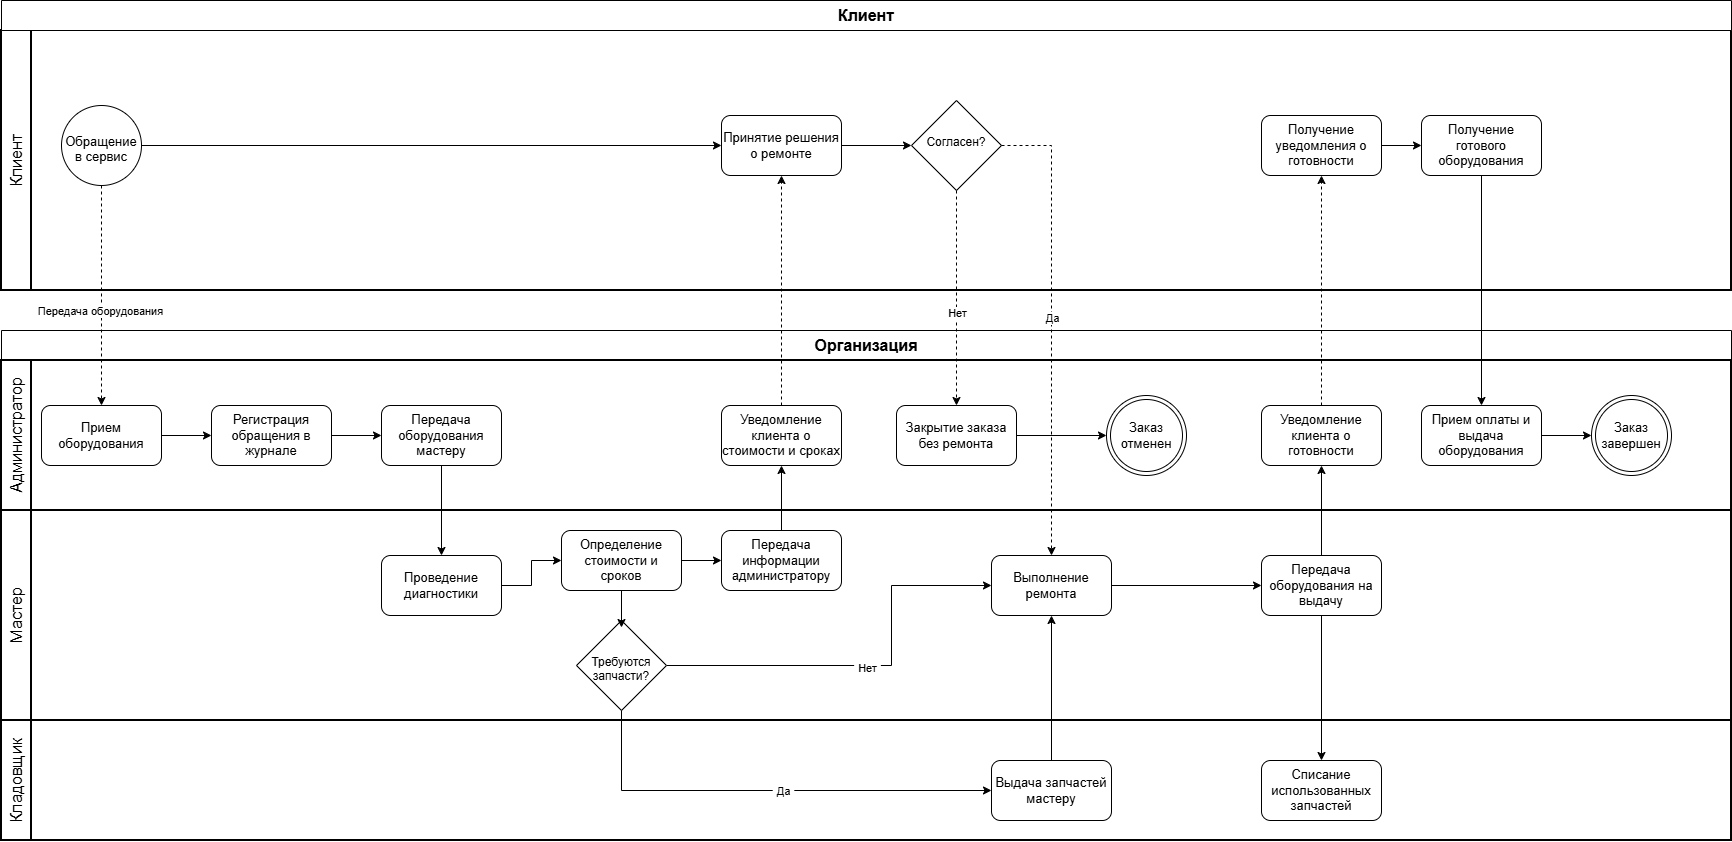 Клиент
Клиент
Обращение
в сервис
Принятие решения
о ремонте
Согласен?
Получение
уведомления о
готовности
Получение
готового
оборудования
Передача оборудования
Нет
Да
Организация
Администратор
Прием
оборудования
Регистрация
обращения в
журнале
Передача
оборудования
мастеру
Уведомление
клиента о
стоимости и сроках
Закрытие заказа
без ремонта
Заказ
отменен
Уведомление
клиента о
готовности
Прием оплаты и
выдача
оборудования
Заказ
завершен
Мастер
Проведение
диагностики
Определение
стоимости и
сроков
Передача
информации
администратору
Выполнение
ремонта
Передача
оборудования на
выдачу
Требуются
запчасти?
Нет
Кладовщик
Да
Выдача запчастей
мастеру
Списание
использованных
запчастей